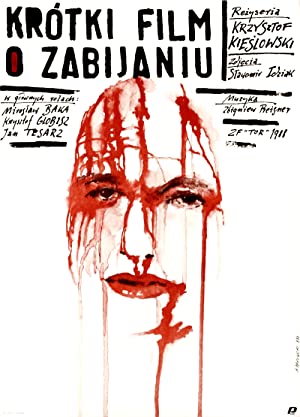 KRÓTKI FILM
O ZABIJANIU
Reżyseria
KRZYSZTOF
KIEŚLOWSKI
Zdjęcia
Sławomir Idziak
w głównych rolach:
Mirosław BAKA
Krzysztof GLOBISZ
Jan TESARZ
Muzyka
Zbigniew Preisner
ZF "TOR" 1988